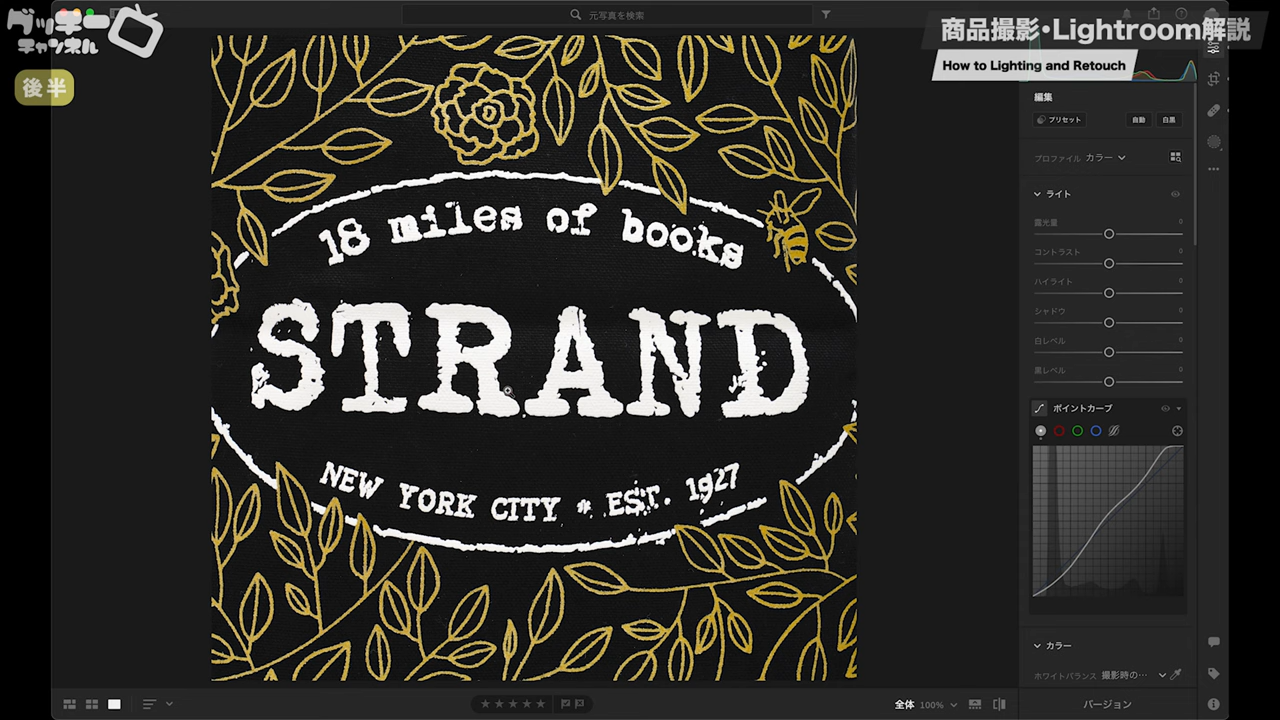 グッチー
チャンネル
後半
元写真を検索
商品撮影・Lightroom解説
How to Lighting and Retouch
18 miles of books
STRAND
NEW YORK CITY * EST. 1927
編集
プリセット
自動
白黒
プロファイル カラー
ライト
露光量 0
コントラスト 0
ハイライト 0
シャドウ 0
白レベル 0
黒レベル 0
ポイントカーブ
カラー
ホワイトバランス 撮影時の…
全体 100%
バージョン